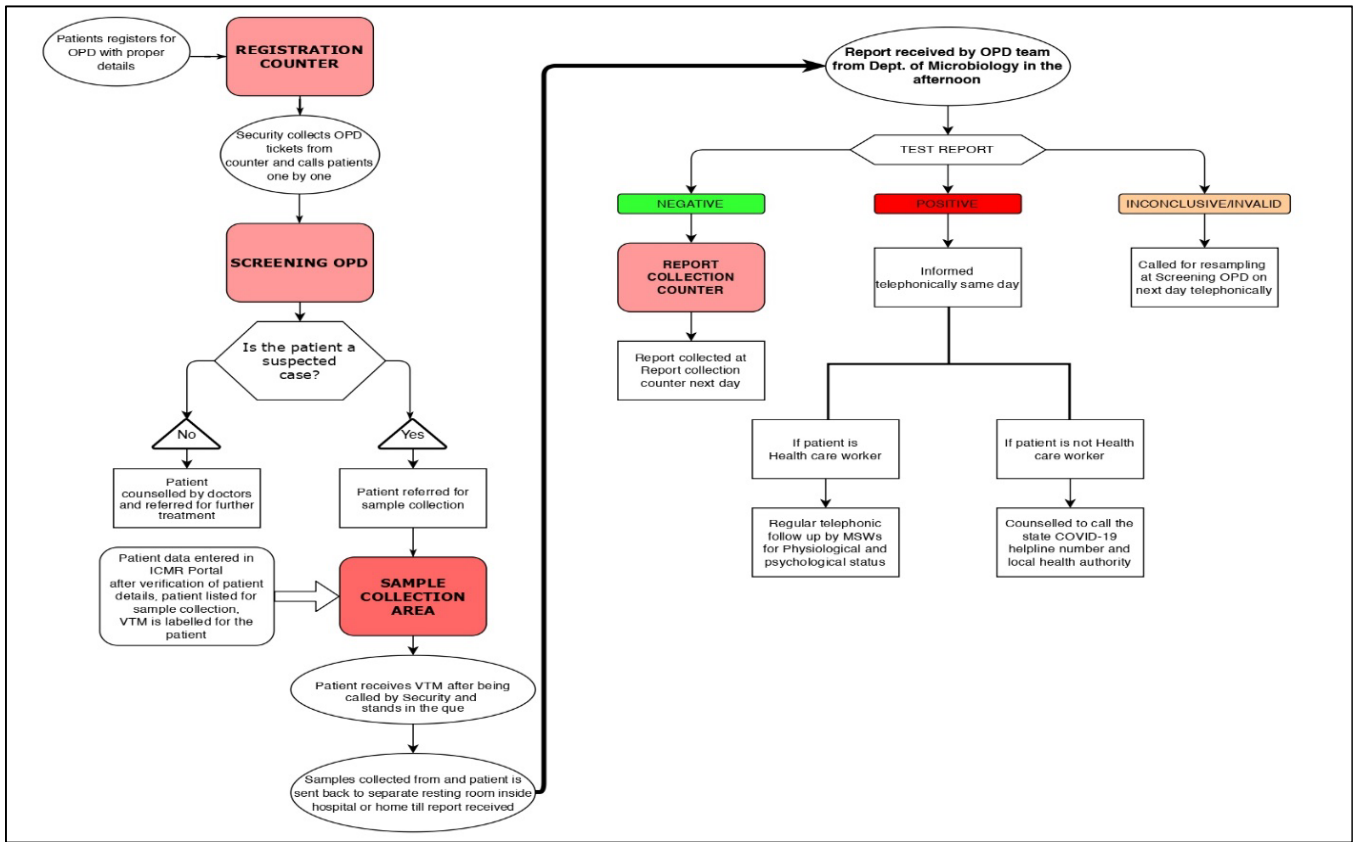 Patients registers for
OPD with proper
details
REGISTRATION
COUNTER
Security collects OPD
tickets from
counter and calls patients
one by one
SCREENING OPD
Is the patient a
suspected
case?
No
Yes
Patient
counselled by doctors
and referred for further
treatment
Patient referred for
sample collection
Patient data entered in
ICMR Portal
after verification of patient
details, patient listed for
sample collection,
VTM is labelled for the
patient
SAMPLE
COLLECTION
AREA
Patient receives VTM after being
called by Security and
stands in the que
Samples collected from and patient is
sent back to separate resting room inside
hospital or home till report received
Report received by OPD team
from Dept. of Microbiology in the
afternoon
TEST REPORT
NEGATIVE
POSITIVE
INCONCLUSIVE/INVALID
REPORT
COLLECTION
COUNTER
Informed
telephonically same day
Called for resampling
at Screening OPD on
next day telephonically
Report collected at
Report collection
counter next day
If patient is
Health care worker
If patient is not Health
care worker
Regular telephonic
follow up by MSWs
for Physiological and
psychological status
Counselled to call the
state COVID-19
helpline number and
local health authority